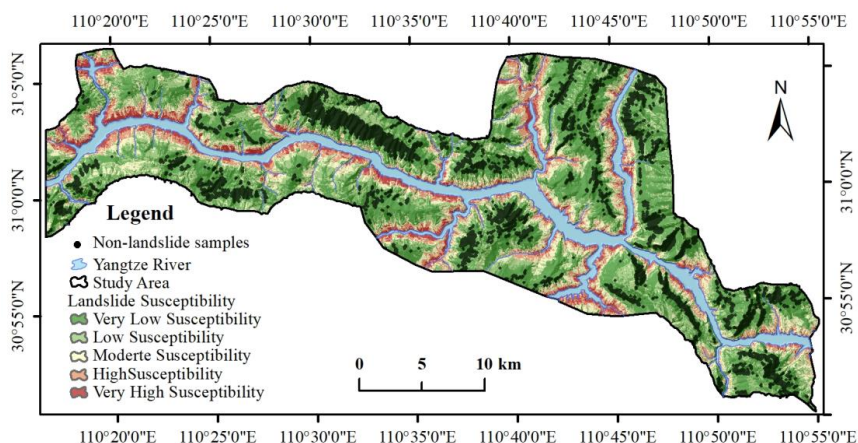 110°20'0"E 110°25'0"E 110°30'0"E 110°35'0"E 110°40'0"E 110°45'0"E 110°50'0"E 110°55'0"E
31°5'0"N
31°0'0"N
30°55'0"N
N
31°5'0"N
31°0'0"N
30°55'0"N
Legend
Non-landslide samples
Yangtze River
Study Area
Landslide Susceptibility
Very Low Susceptibility
Low Susceptibility
Moderte Susceptibility
HighSusceptibility
Very High Susceptibility
0 5 10 km
110°20'0"E 110°25'0"E 110°30'0"E 110°35'0"E 110°40'0"E 110°45'0"E 110°50'0"E 110°55'0"E